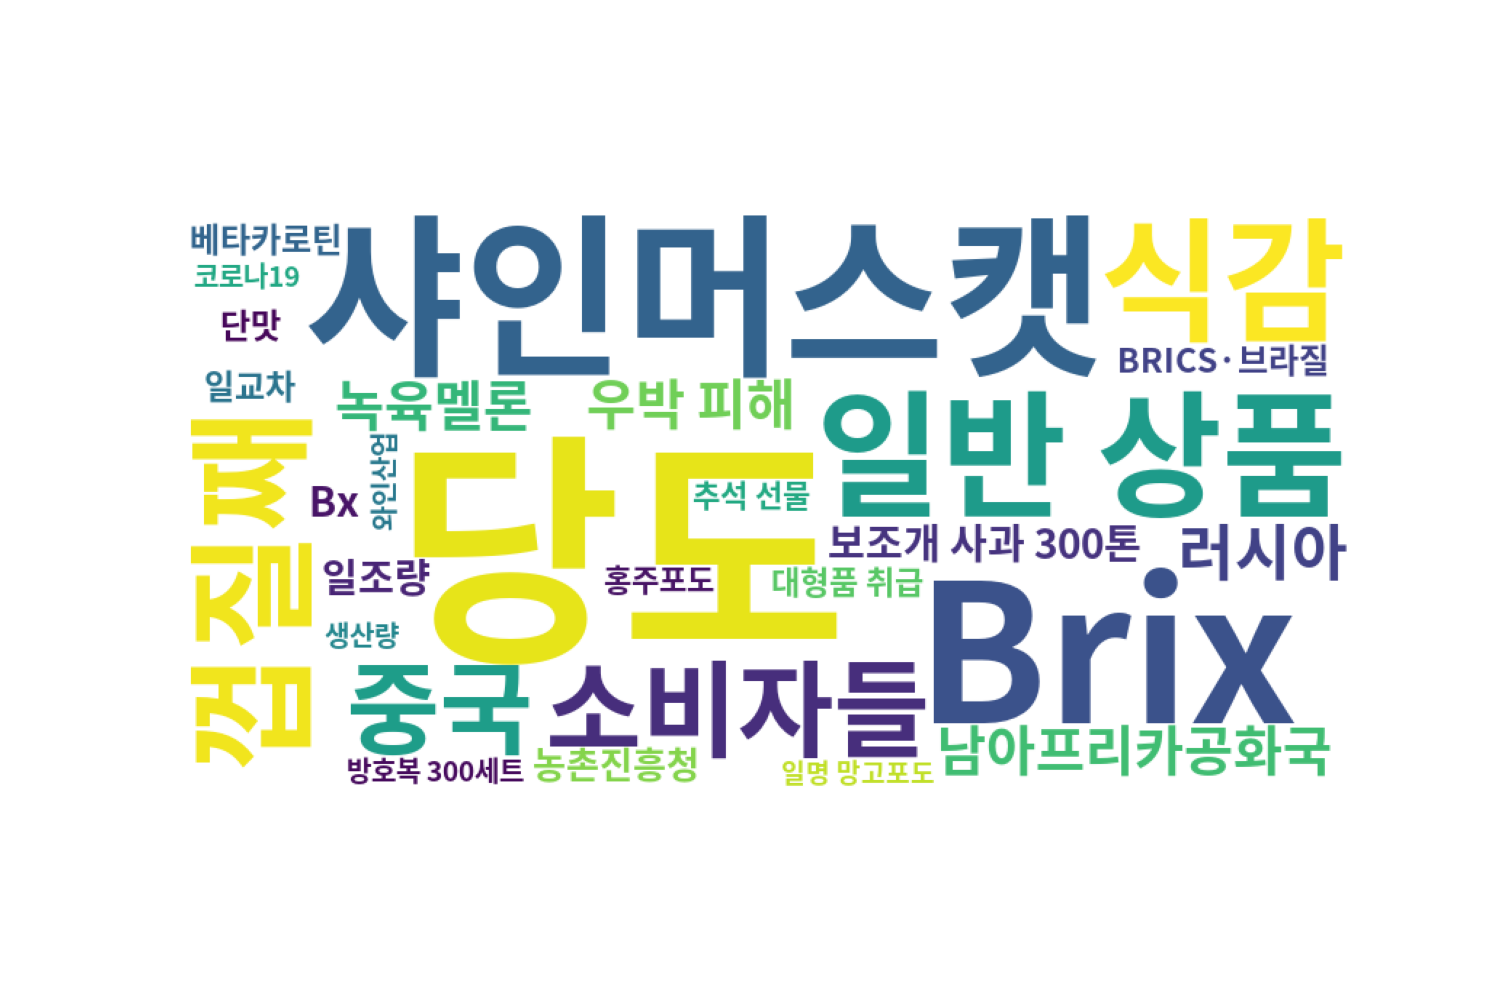 베타카로틴
샤인머스캣
식감
코로나19
단맛
BRICS·브라질
일교차
녹육멜론
우박 피해
일반 상품
껍질째
와인산업
Bx
당도
추석 선물
보조개 사과 300톤
러시아
일조량
홍주포도
대형품 취급
Brix
생산량
중국
소비자들
남아프리카공화국
방호복 300세트
농촌진흥청
일명 망고포도